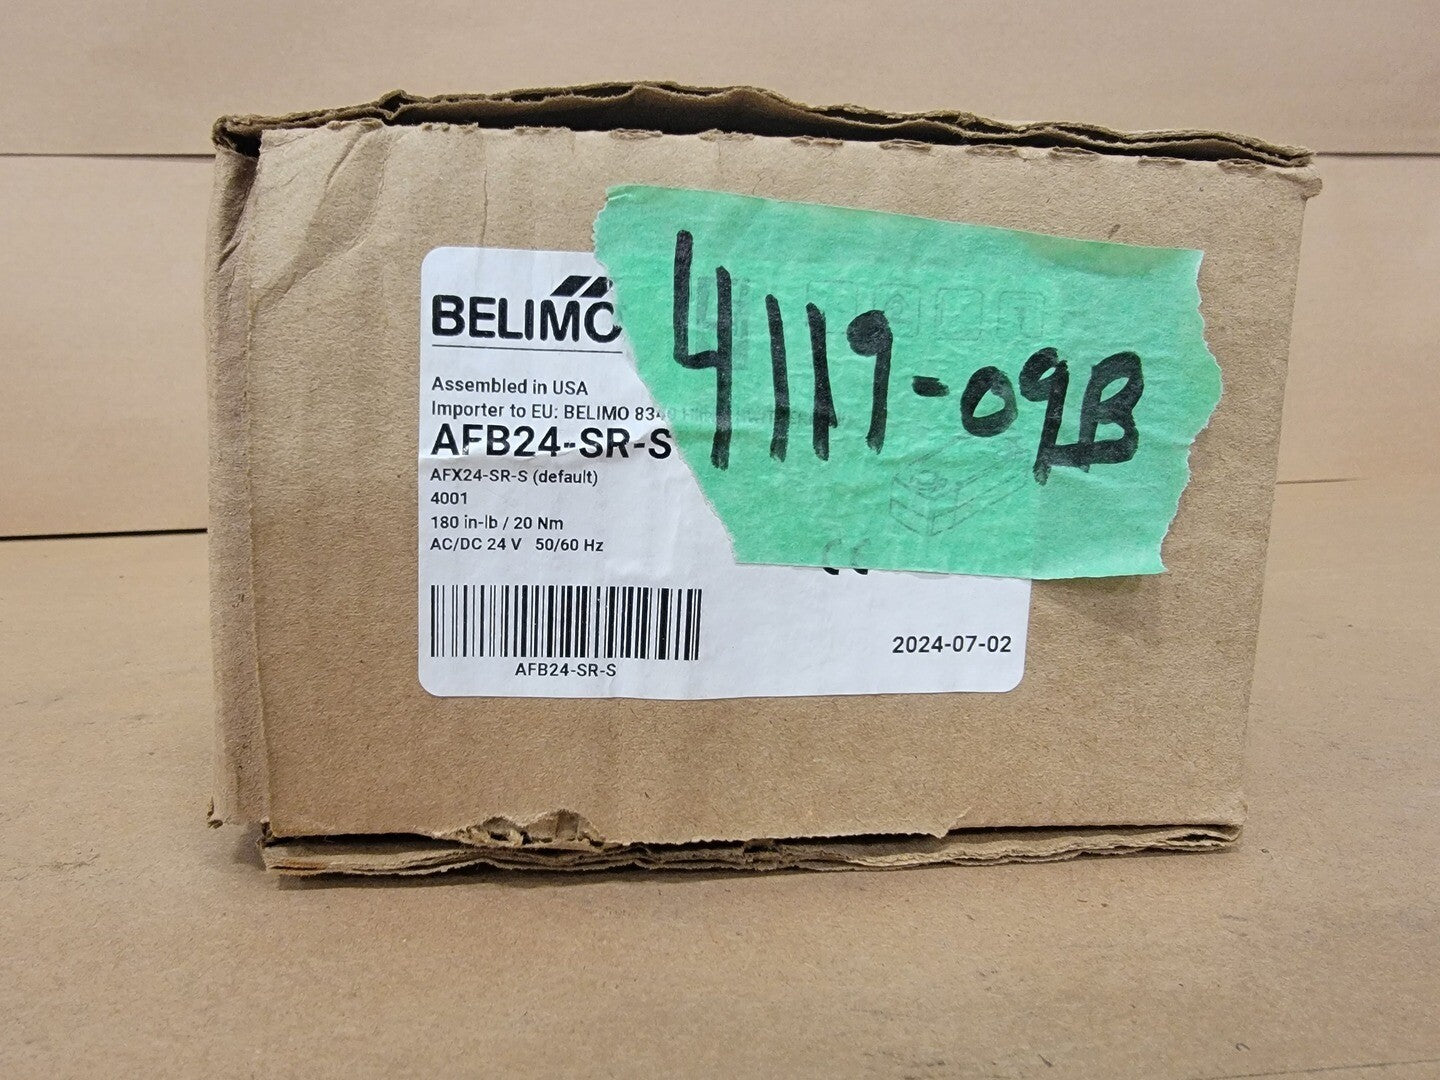 BELIMO
4119-09B
Assembled in USA
Importer to EU: BELIMO 8340
AFB24-SR-S
AFX24-SR-S (default)
4001
180 in-lb / 20 Nm
AC/DC 24 V 50/60 Hz
CE
AFB24-SR-S
2024-07-02